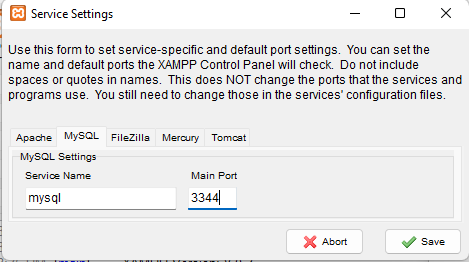 Service Settings
Use this form to set service-specific and default port settings.  You can set the
name and default ports the XAMPP Control Panel will check.  Do not include
spaces or quotes in names.  This does NOT change the ports that the services and
programs use.  You still need to change those in the services' configuration files.
Apache MySQL FileZilla Mercury Tomcat
MySQL Settings
Service Name Main Port
mysql 3344
Abort Save